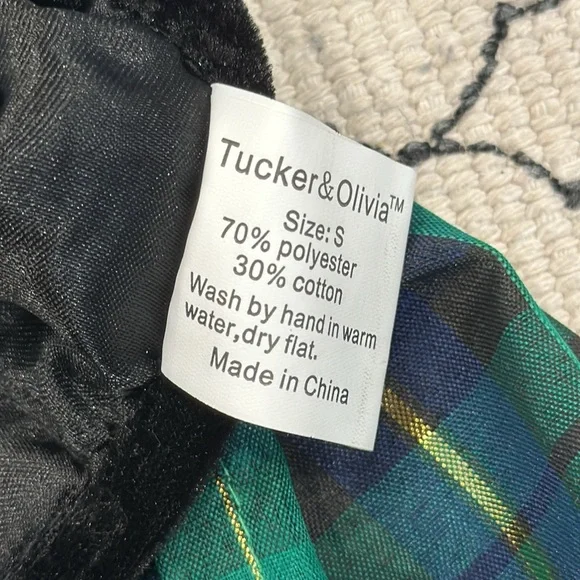 Tucker&Olivia™
Size: S
70% polyester
30% cotton
Wash by hand in warm
water,dry flat.
Made in China